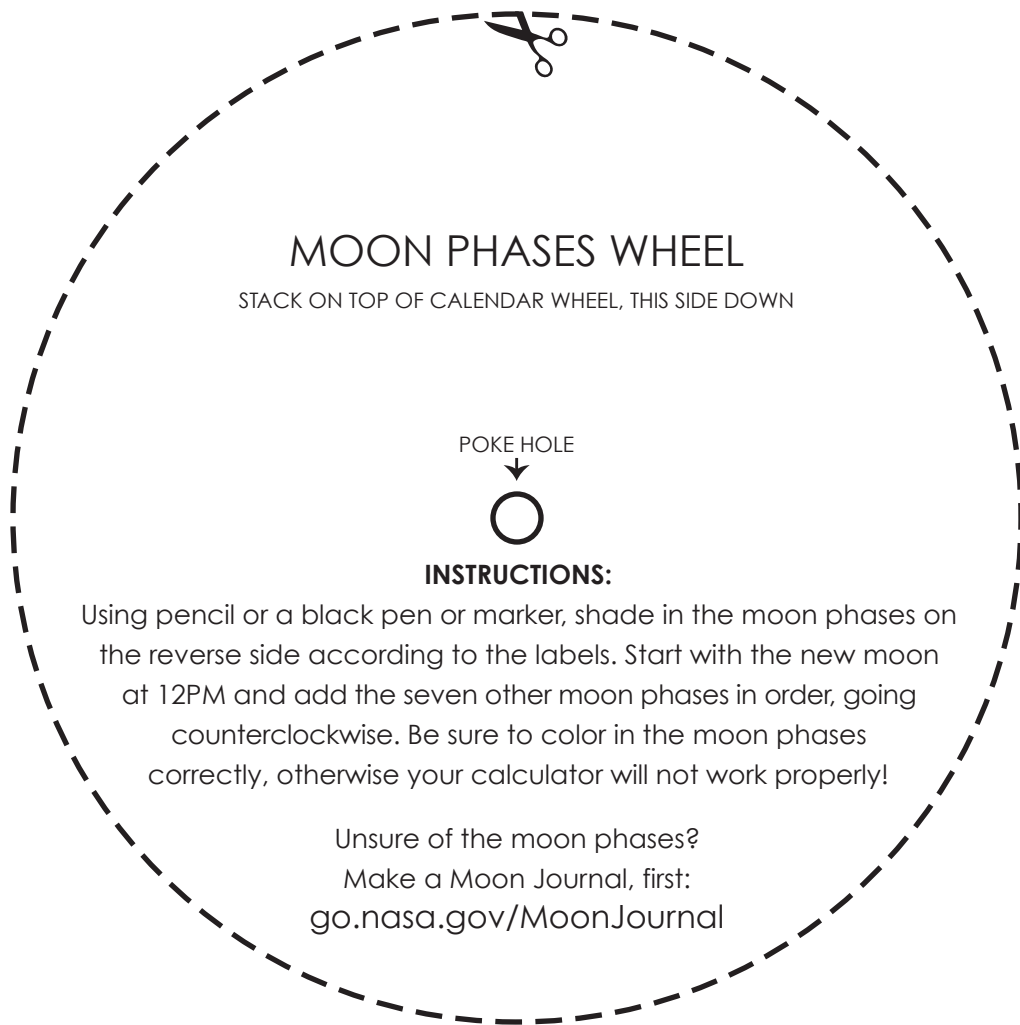 MOON PHASES WHEEL
STACK ON TOP OF CALENDAR WHEEL, THIS SIDE DOWN
POKE HOLE
INSTRUCTIONS:
Using pencil or a black pen or marker, shade in the moon phases on
the reverse side according to the labels. Start with the new moon
at 12PM and add the seven other moon phases in order, going
counterclockwise. Be sure to color in the moon phases
correctly, otherwise your calculator will not work properly!
Unsure of the moon phases?
Make a Moon Journal, first:
go.nasa.gov/MoonJournal